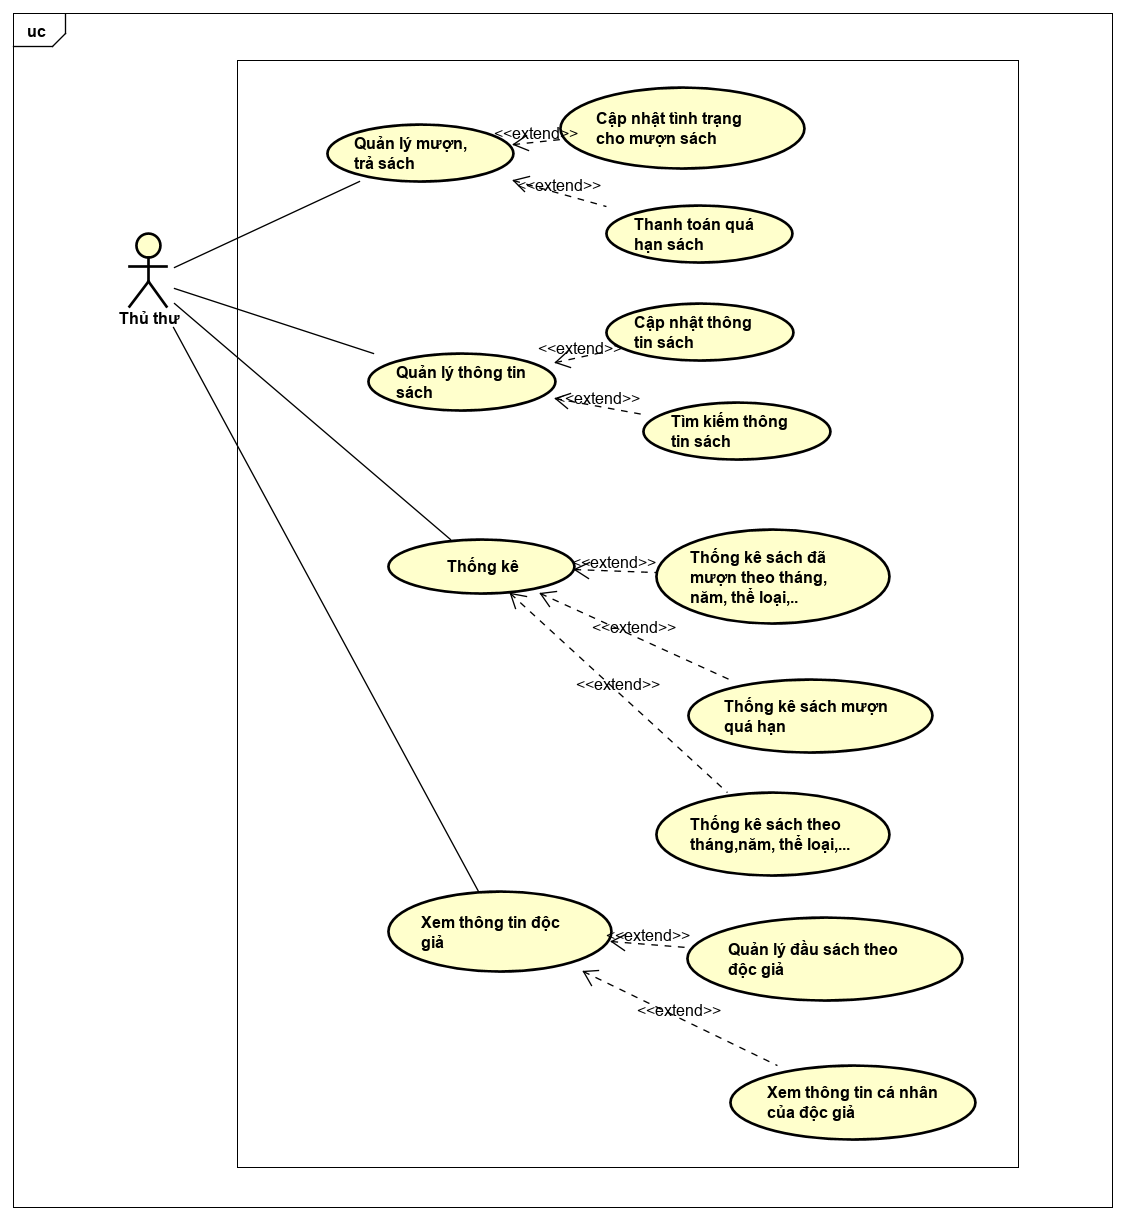 uc
Cập nhật tình trạng
cho mượn sách
<<extend>>
Quản lý mượn,
trả sách
<<extend>>
Thanh toán quá
hạn sách
Thủ thư
Cập nhật thông
tin sách
<<extend>>
Quản lý thông tin
sách
<<extend>>
Tìm kiếm thông
tin sách
Thống kê
<<extend>>
Thống kê sách đã
mượn theo tháng,
năm, thể loại,..
<<extend>>
<<extend>>
Thống kê sách mượn
quá hạn
Thống kê sách theo
tháng,năm, thể loại,...
Xem thông tin độc
giả
<<extend>>
Quản lý đầu sách theo
độc giả
<<extend>>
Xem thông tin cá nhân
của độc giả